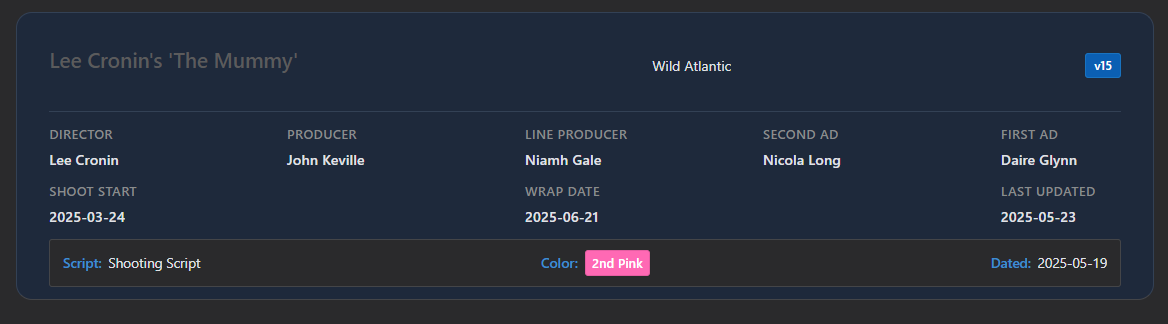 Lee Cronin's 'The Mummy'
Wild Atlantic
v15
DIRECTOR
Lee Cronin
PRODUCER
John Keville
LINE PRODUCER
Niamh Gale
SECOND AD
Nicola Long
FIRST AD
Daire Glynn
SHOOT START
2025-03-24
WRAP DATE
2025-06-21
LAST UPDATED
2025-05-23
Script: Shooting Script
Color: 2nd Pink
Dated: 2025-05-19